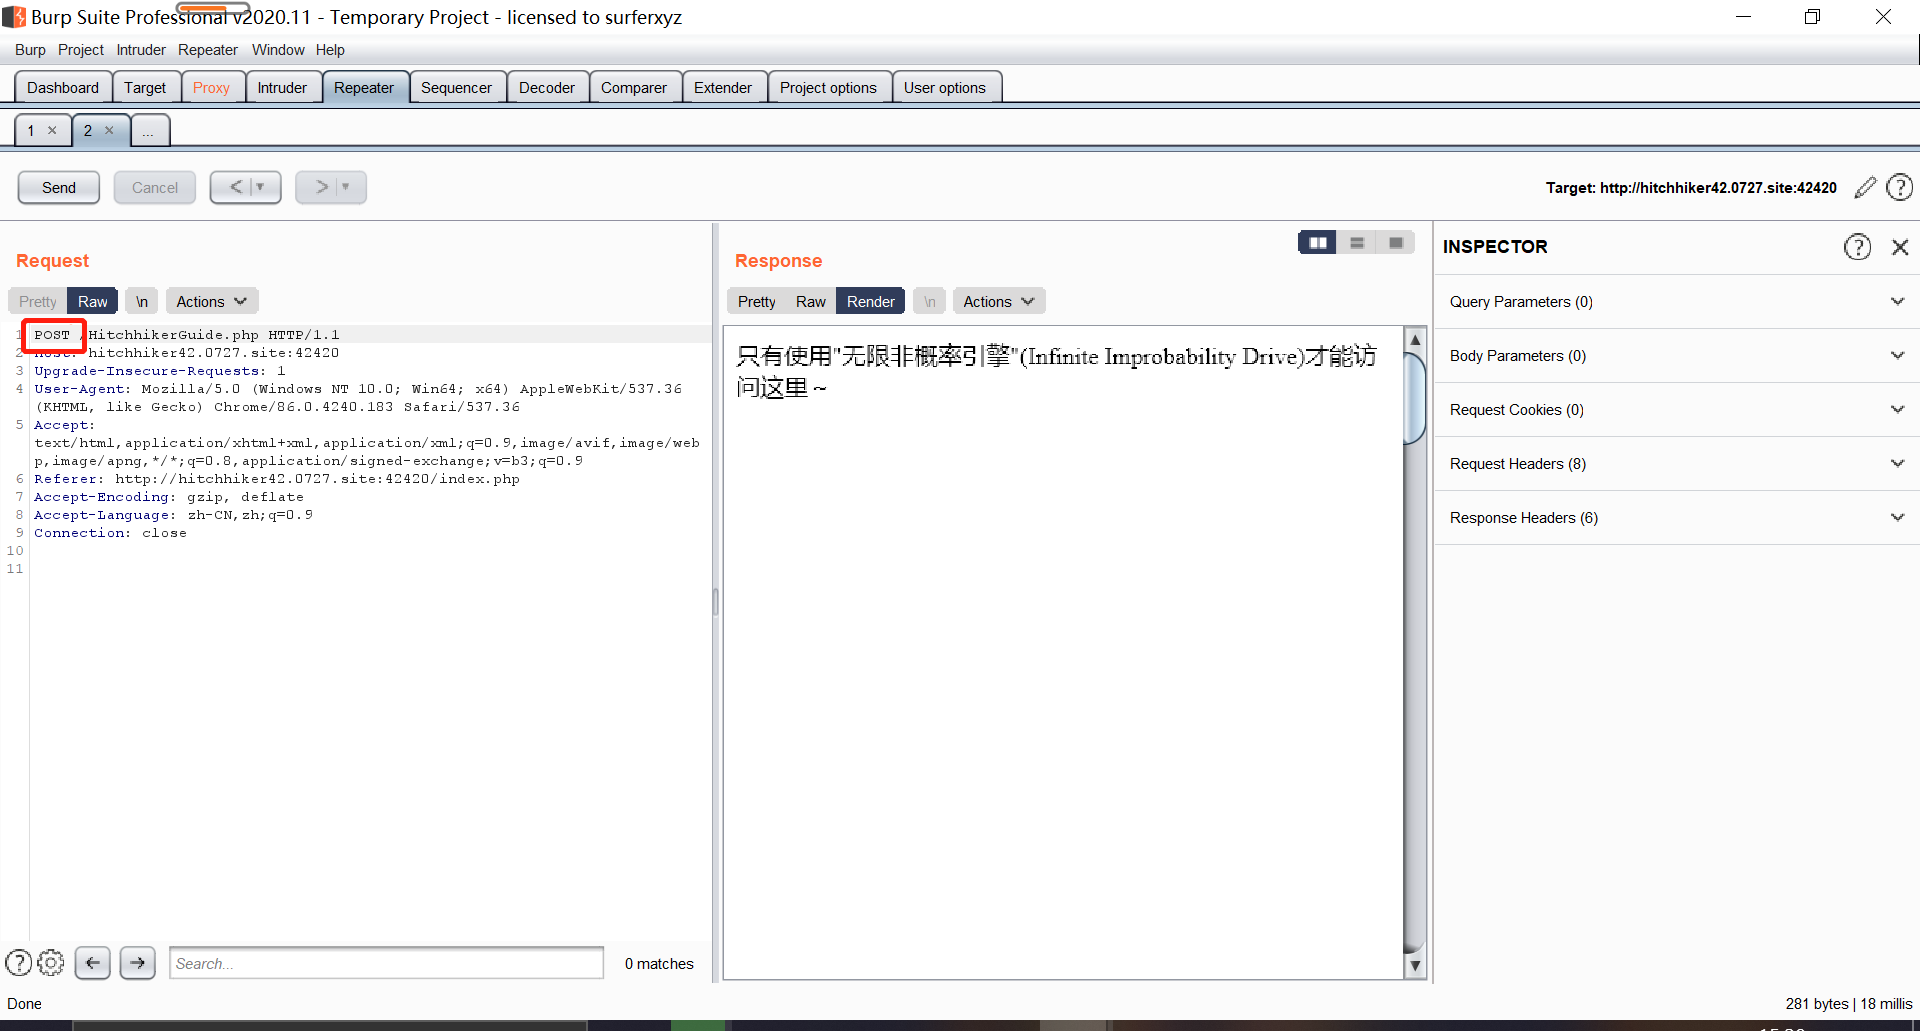 Burp Suite Professional v2020.11 - Temporary Project - licensed to surferxyz
Burp Project Intruder Repeater Window Help
Dashboard Target Proxy Intruder Repeater Sequencer Decoder Comparer Extender Project options User options
1 × 2 × ...
Send Cancel < > Target: http://hitchhiker42.0727.site:42420
Request
Pretty Raw \n Actions
1 POST /HitchhikerGuide.php HTTP/1.1
2 Host: hitchhiker42.0727.site:42420
3 Upgrade-Insecure-Requests: 1
4 User-Agent: Mozilla/5.0 (Windows NT 10.0; Win64; x64) AppleWebKit/537.36
(KHTML, like Gecko) Chrome/86.0.4240.183 Safari/537.36
5 Accept:
text/html,application/xhtml+xml,application/xml;q=0.9,image/avif,image/web
p,image/apng,*/*;q=0.8,application/signed-exchange;v=b3;q=0.9
6 Referer: http://hitchhiker42.0727.site:42420/index.php
7 Accept-Encoding: gzip, deflate
8 Accept-Language: zh-CN,zh;q=0.9
9 Connection: close
10
11
Search...
0 matches
Response
Pretty Raw Render \n Actions
只有使用"无限非概率引擎"(Infinite Improbability Drive)才能访
问这里～
INSPECTOR
Query Parameters (0)
Body Parameters (0)
Request Cookies (0)
Request Headers (8)
Response Headers (6)
Done
281 bytes | 18 millis